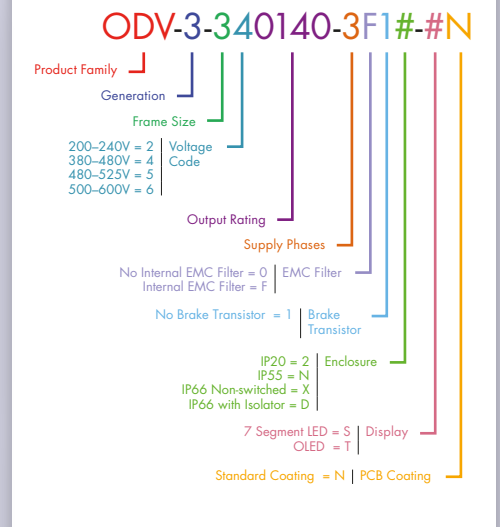 ODV-3-340140-3F1#-#N
Product Family
Generation
Frame Size
200–240V = 2 Voltage
380–480V = 4 Code
480–525V = 5
500–600V = 6
Output Rating
Supply Phases
No Internal EMC Filter = 0 EMC Filter
Internal EMC Filter = F
No Brake Transistor = 1 Brake
Transistor
IP20 = 2 Enclosure
IP55 = N
IP66 Non-switched = X
IP66 with Isolator = D
7 Segment LED = S Display
OLED = T
Standard Coating = N PCB Coating